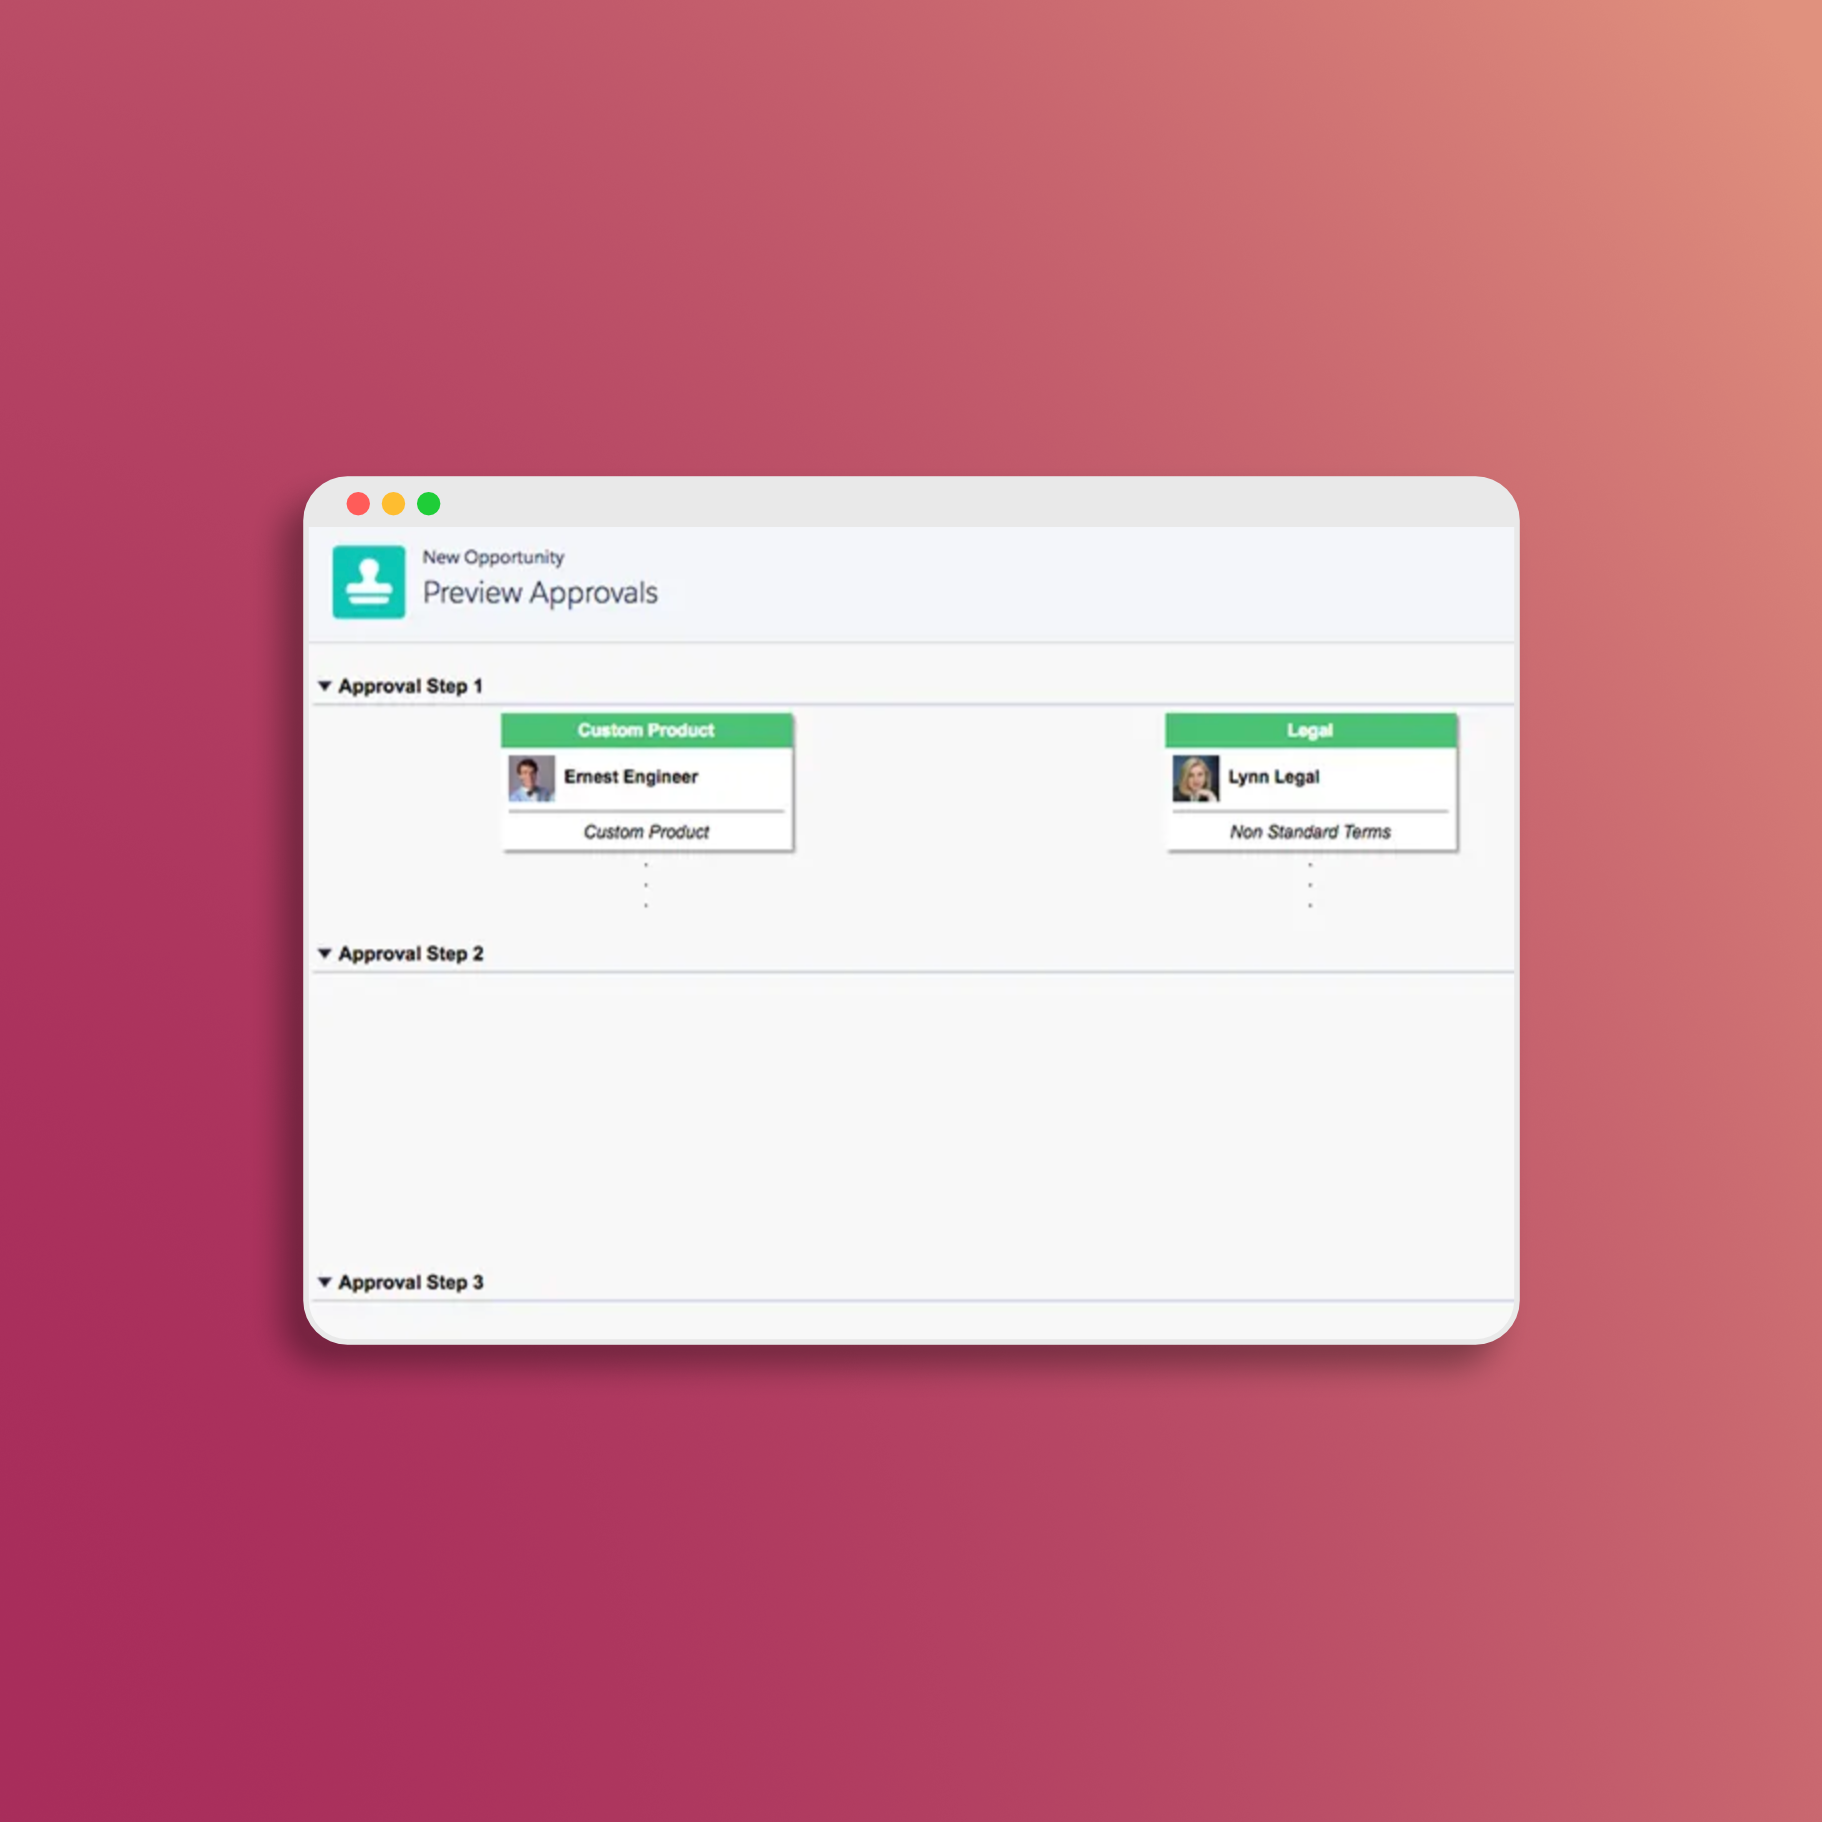 New Opportunity
Preview Approvals
Approval Step 1
Custom Product
Ernest Engineer
Custom Product
Legal
Lynn Legal
Non Standard Terms
Approval Step 2
Approval Step 3